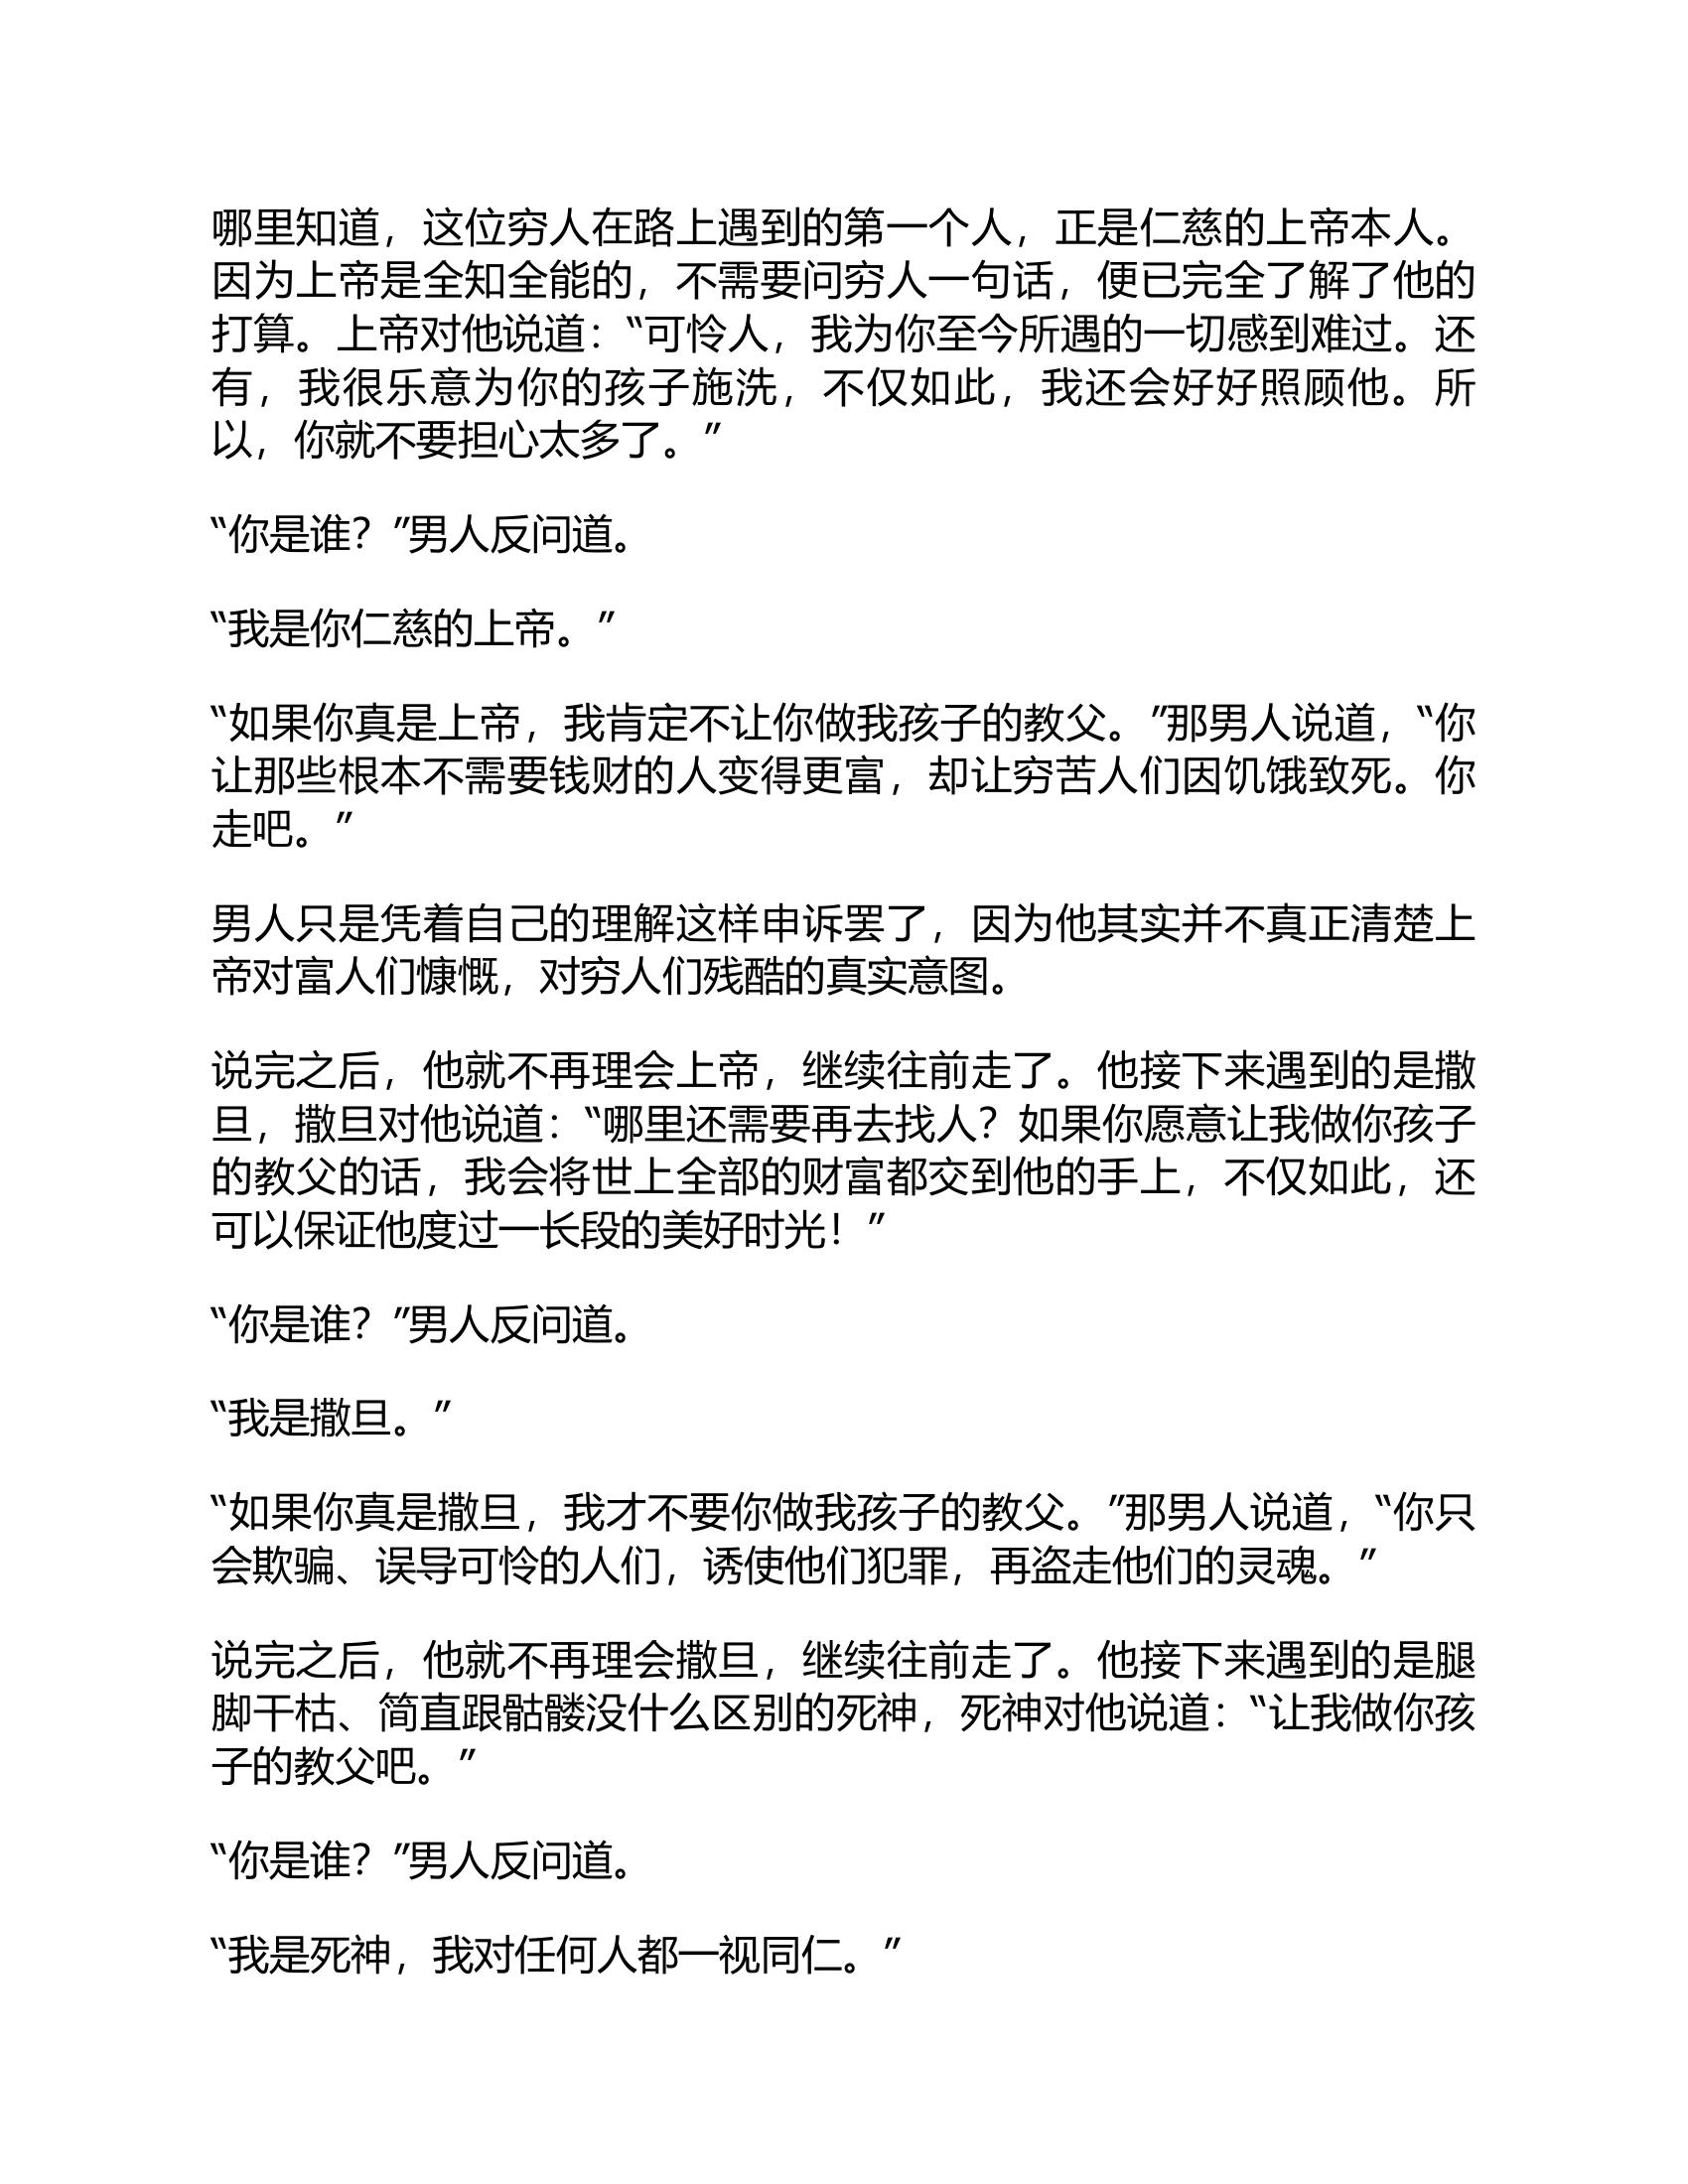 哪里知道，这位穷人在路上遇到的第一个人，正是仁慈的上帝本人。
因为上帝是全知全能的，不需要问穷人一句话，便已完全了解了他的
打算。上帝对他说道：“可怜人，我为你至今所遇的一切感到难过。还
有，我很乐意为你的孩子施洗，不仅如此，我还会好好照顾他。所
以，你就不要担心太多了。”
“你是谁？”男人反问道。
“我是你仁慈的上帝。”
“如果你真是上帝，我肯定不让你做我孩子的教父。”那男人说道，“你
让那些根本不需要钱财的人变得更富，却让穷苦人们因饥饿致死。你
走吧。”
男人只是凭着自己的理解这样申诉罢了，因为他其实并不真正清楚上
帝对富人们慷慨，对穷人们残酷的真实意图。
说完之后，他就不再理会上帝，继续往前走了。他接下来遇到的是撒
旦，撒旦对他说道：“哪里还需要再去找人？如果你愿意让我做你孩子
的教父的话，我会将世上全部的财富都交到他的手上，不仅如此，还
可以保证他度过一长段的美好时光！”
“你是谁？”男人反问道。
“我是撒旦。”
“如果你真是撒旦，我才不要你做我孩子的教父。”那男人说道，“你只
会欺骗、误导可怜的人们，诱使他们犯罪，再盗走他们的灵魂。”
说完之后，他就不再理会撒旦，继续往前走了。他接下来遇到的是腿
脚干枯、简直跟骷髅没什么区别的死神，死神对他说道：“让我做你孩
子的教父吧。”
“你是谁？”男人反问道。
“我是死神，我对任何人都一视同仁。”